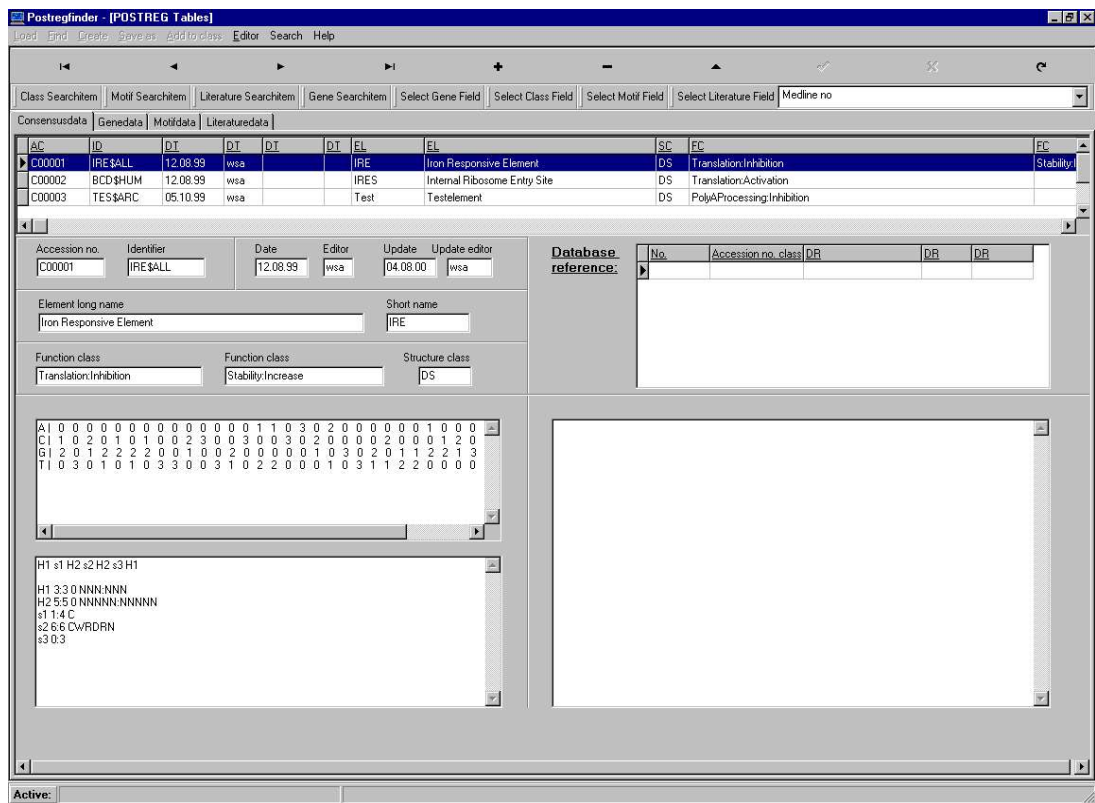 Postregfinder - [POSTREG Tables]
Load Find Create Save as Add to class Editor Search Help
Class Searchitem Motif Searchitem Literature Searchitem Gene Searchitem Select Gene Field Select Class Field Select Motif Field Select Literature Field Medline no
Consensusdata Genedata Motifdata Literaturedata
AC ID DT DT DT DT EL EL SC FC FC
C00001 IRE$ALL 12.08.99 wsa IRE Iron Responsive Element DS Translation:Inhibition Stability:I
C00002 BCD$HUM 12.08.99 wsa IRES Internal Ribosome Entry Site DS Translation:Activation
C00003 TES$ARC 05.10.99 wsa Test Testelement DS PolyAProcessing:Inhibition
Accession no. Identifier Date Editor Update Update editor
C00001 IRE$ALL 12.08.99 wsa 04.08.00 wsa
Database reference:
No. Accession no. class DR DR DR
Element long name Short name
Iron Responsive Element IRE
Function class Function class Structure class
Translation:Inhibition Stability:Increase DS
A| 0 0 0 0 0 0 0 0 0 0 0 0 0 1 1 0 3 0 2 0 0 0 0 0 0 1 0 0 0
C| 1 0 2 0 1 0 1 0 0 2 3 0 0 3 0 0 3 0 2 0 0 0 0 2 0 0 0 1 2 0
G| 2 0 1 2 2 2 2 0 0 1 0 0 2 0 0 0 0 0 1 0 3 0 2 0 1 1 2 2 1 3
T| 0 3 0 1 0 1 0 3 3 0 0 3 1 0 2 2 0 0 0 1 0 3 1 1 2 2 0 0 0 0
H1 s1 H2 s2 H2 s3 H1
H1 3:3 0 NNN:NNN
H2 5:5 0 NNNNN:NNNNN
s1 1:4 C
s2 6:6 CWRDRN
s3 0:3
Active: